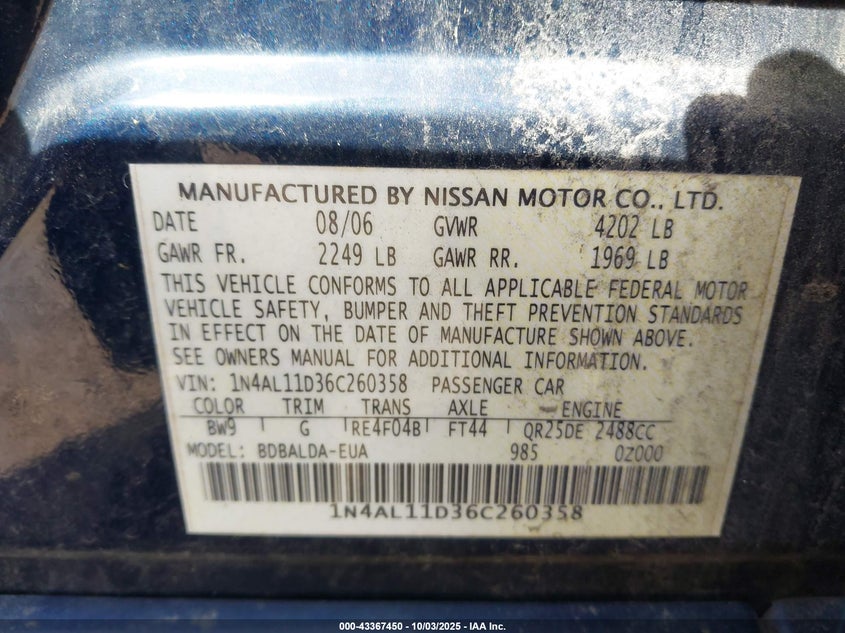 MANUFACTURED BY NISSAN MOTOR CO., LTD.
DATE 08/06 GVWR 4202 LB
GAWR FR. 2249 LB GAWR RR. 1969 LB
THIS VEHICLE CONFORMS TO ALL APPLICABLE FEDERAL MOTOR
VEHICLE SAFETY, BUMPER AND THEFT PREVENTION STANDARDS
IN EFFECT ON THE DATE OF MANUFACTURE SHOWN ABOVE.
SEE OWNERS MANUAL FOR ADDITIONAL INFORMATION.
VIN: 1N4AL11D36C260358 PASSENGER CAR
COLOR TRIM TRANS AXLE ENGINE
BW9 G RE4F04B FT44 QR25DE 2488CC
MODEL: BDBALDA-EUA 985 0Z000
1N4AL11D36C260358
000-43367450 - 10/03/2025 - IAA Inc.